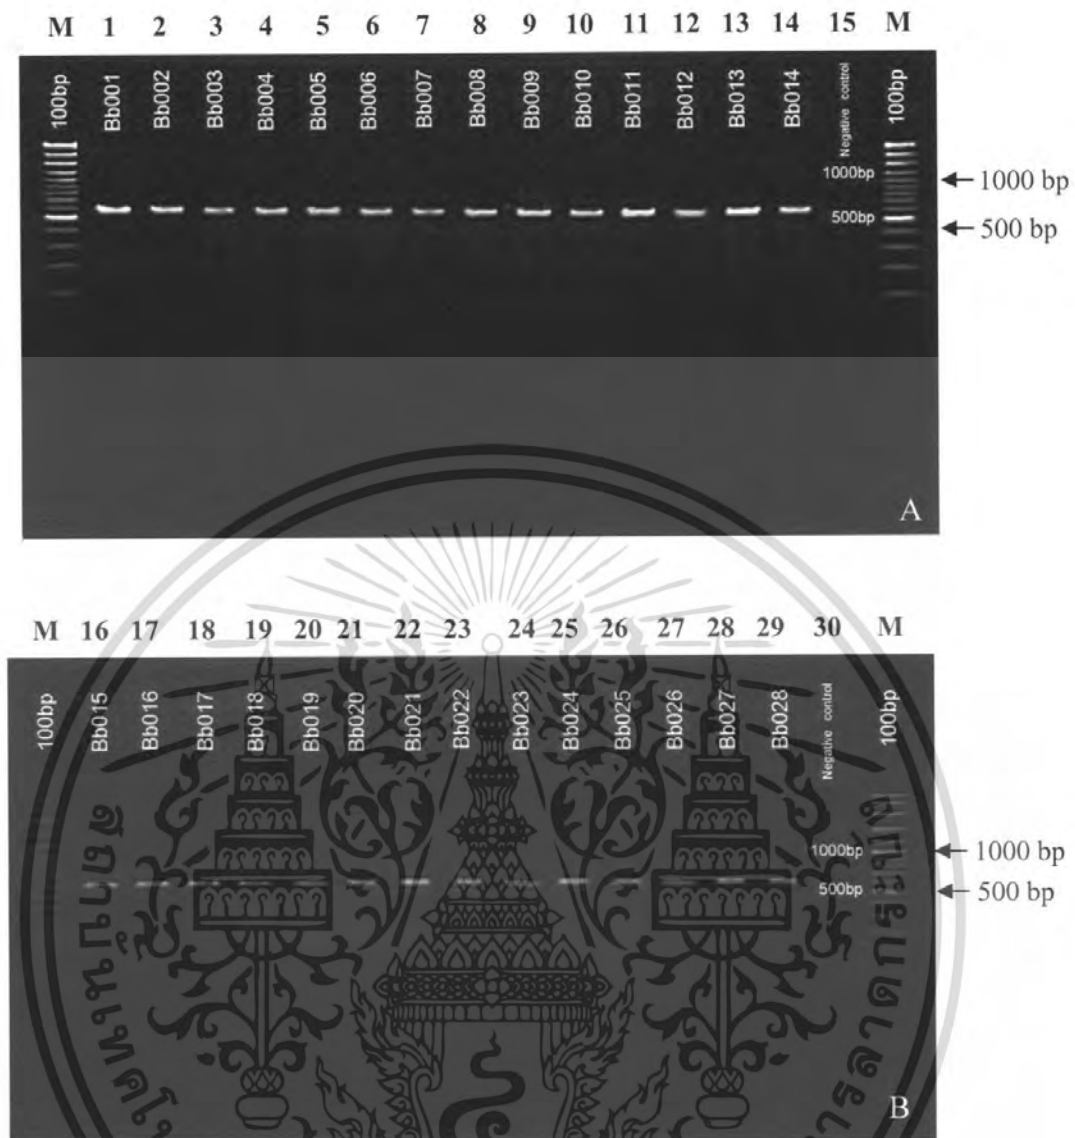 M 1 2 3 4 5 6 7 8 9 10 11 12 13 14 15 M
100bp Bb001 Bb002 Bb003 Bb004 Bb005 Bb006 Bb007 Bb008 Bb009 Bb010 Bb011 Bb012 Bb013 Bb014 Negative control 100bp
1000bp ← 1000 bp
500bp ← 500 bp
A
M 16 17 18 19 20 21 22 23 24 25 26 27 28 29 30 M
100bp Bb015 Bb016 Bb017 Bb018 Bb019 Bb020 Bb021 Bb022 Bb023 Bb024 Bb025 Bb026 Bb027 Bb028 Negative control 100bp
1000bp ← 1000 bp
500bp ← 500 bp
B